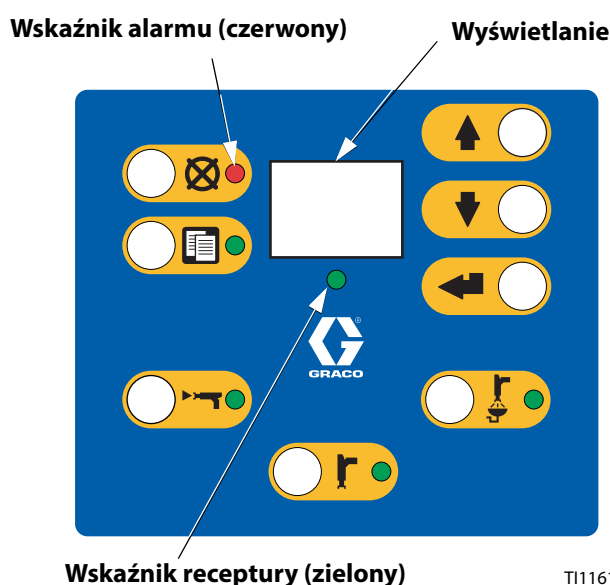 Wskaźnik alarmu (czerwony)
Wyświetlanie
®
GRACO
Wskaźnik receptury (zielony)